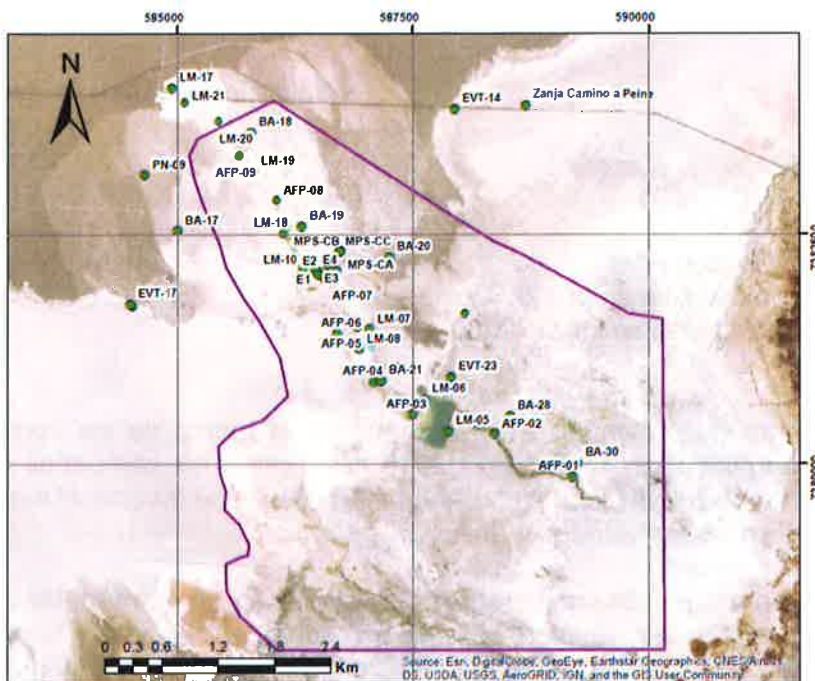 585000 587500 590000
N
LM-17
LM-21
EVT-14
Zanja Camino a Peine
BA-18
LM-20
LM-19
PN-09
AFP-09
AFP-08
BA-17
LM-18
BA-19
MPS-CB
MPS-CC
BA-20
LM-10
E2
E4
MPS-CA
E1
E3
EVT-17
AFP-07
AFP-06
LM-07
AFP-05
LM-08
AFP-04
BA-21
EVT-23
LM-06
AFP-03
BA-28
LM-05
AFP-02
BA-30
AFP-01
7382500
7380000
0 0.3 0.6 1.2 1.8 2.4
Km
Source: Esri, DigitalGlobe, GeoEye, Earthstar Geographics, CNES/Airbus
DS, USDA, USGS, AeroGRID, IGN, and the GIS User Community